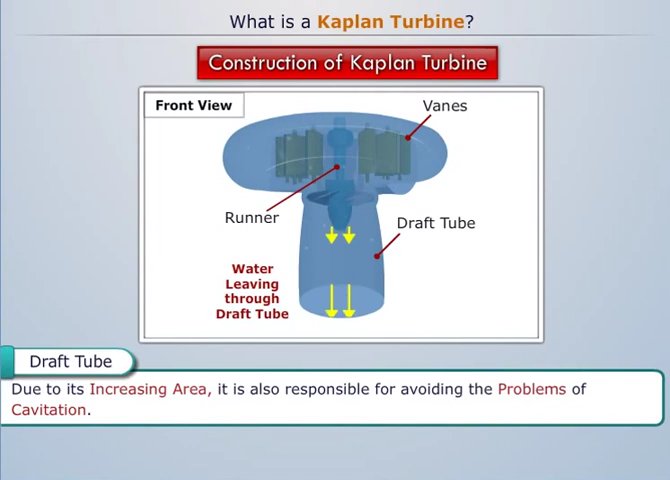 What is a Kaplan Turbine?
Construction of Kaplan Turbine
Front View
Vanes
Runner
Draft Tube
Water
Leaving
through
Draft Tube
Draft Tube
Due to its Increasing Area, it is also responsible for avoiding the Problems of
Cavitation.